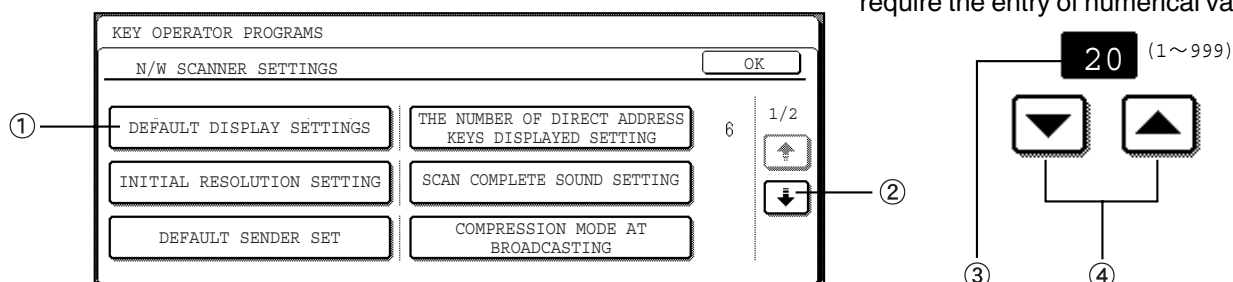 require the entry of numerical va
KEY OPERATOR PROGRAMS
N/W SCANNER SETTINGS
OK
① DEFAULT DISPLAY SETTINGS
THE NUMBER OF DIRECT ADDRESS
KEYS DISPLAYED SETTING
6
1/2
INITIAL RESOLUTION SETTING
SCAN COMPLETE SOUND SETTING
②
DEFAULT SENDER SET
COMPRESSION MODE AT
BROADCASTING
20 (1～999)
③ ④